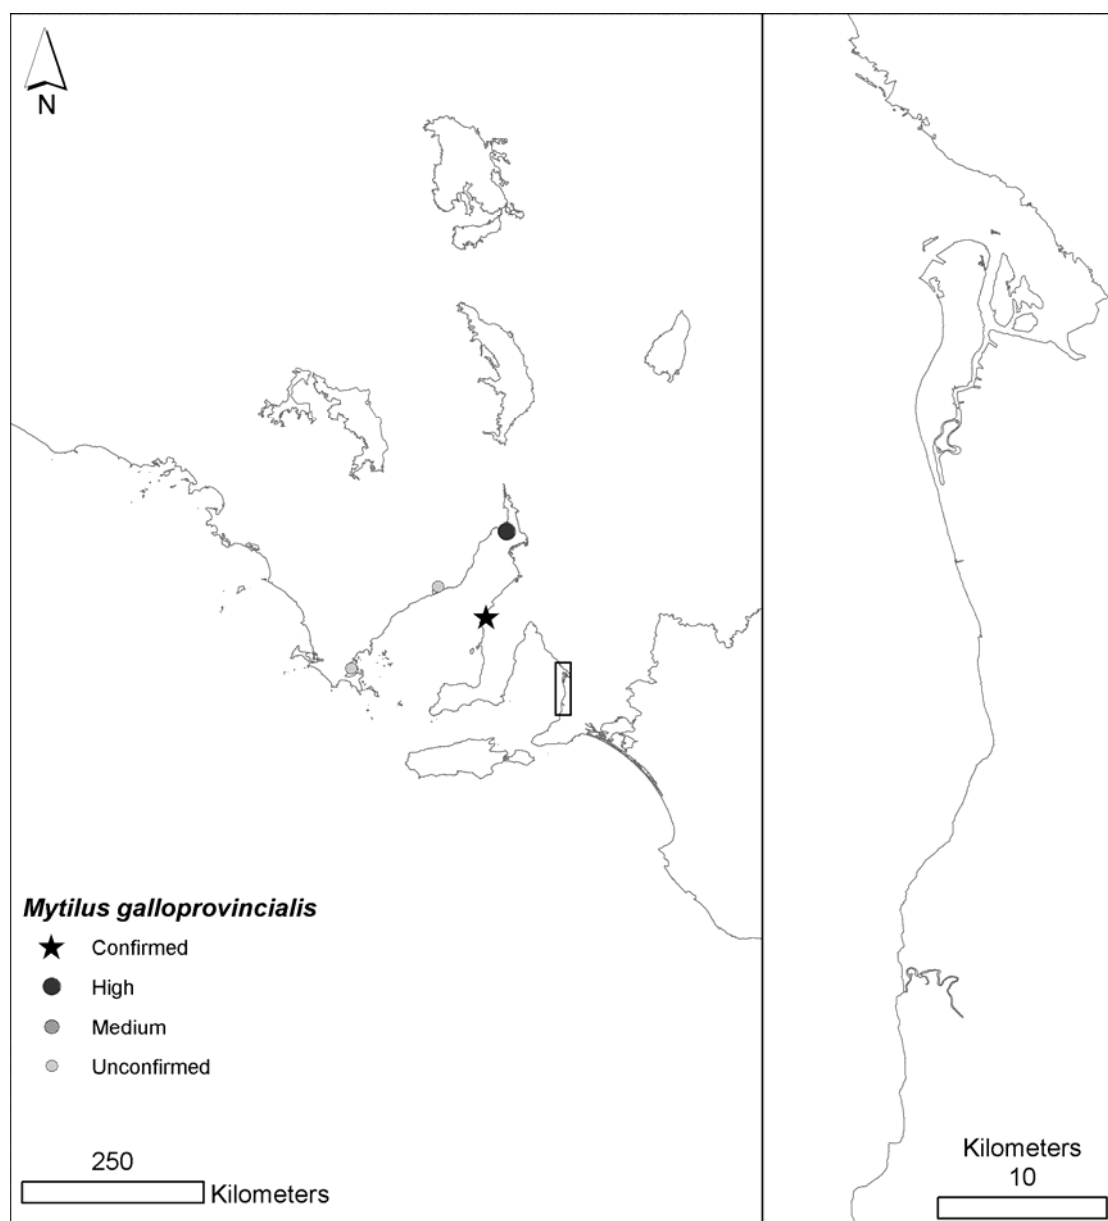 N
Mytilus galloprovincialis
Confirmed
High
Medium
Unconfirmed
250
Kilometers
Kilometers
10